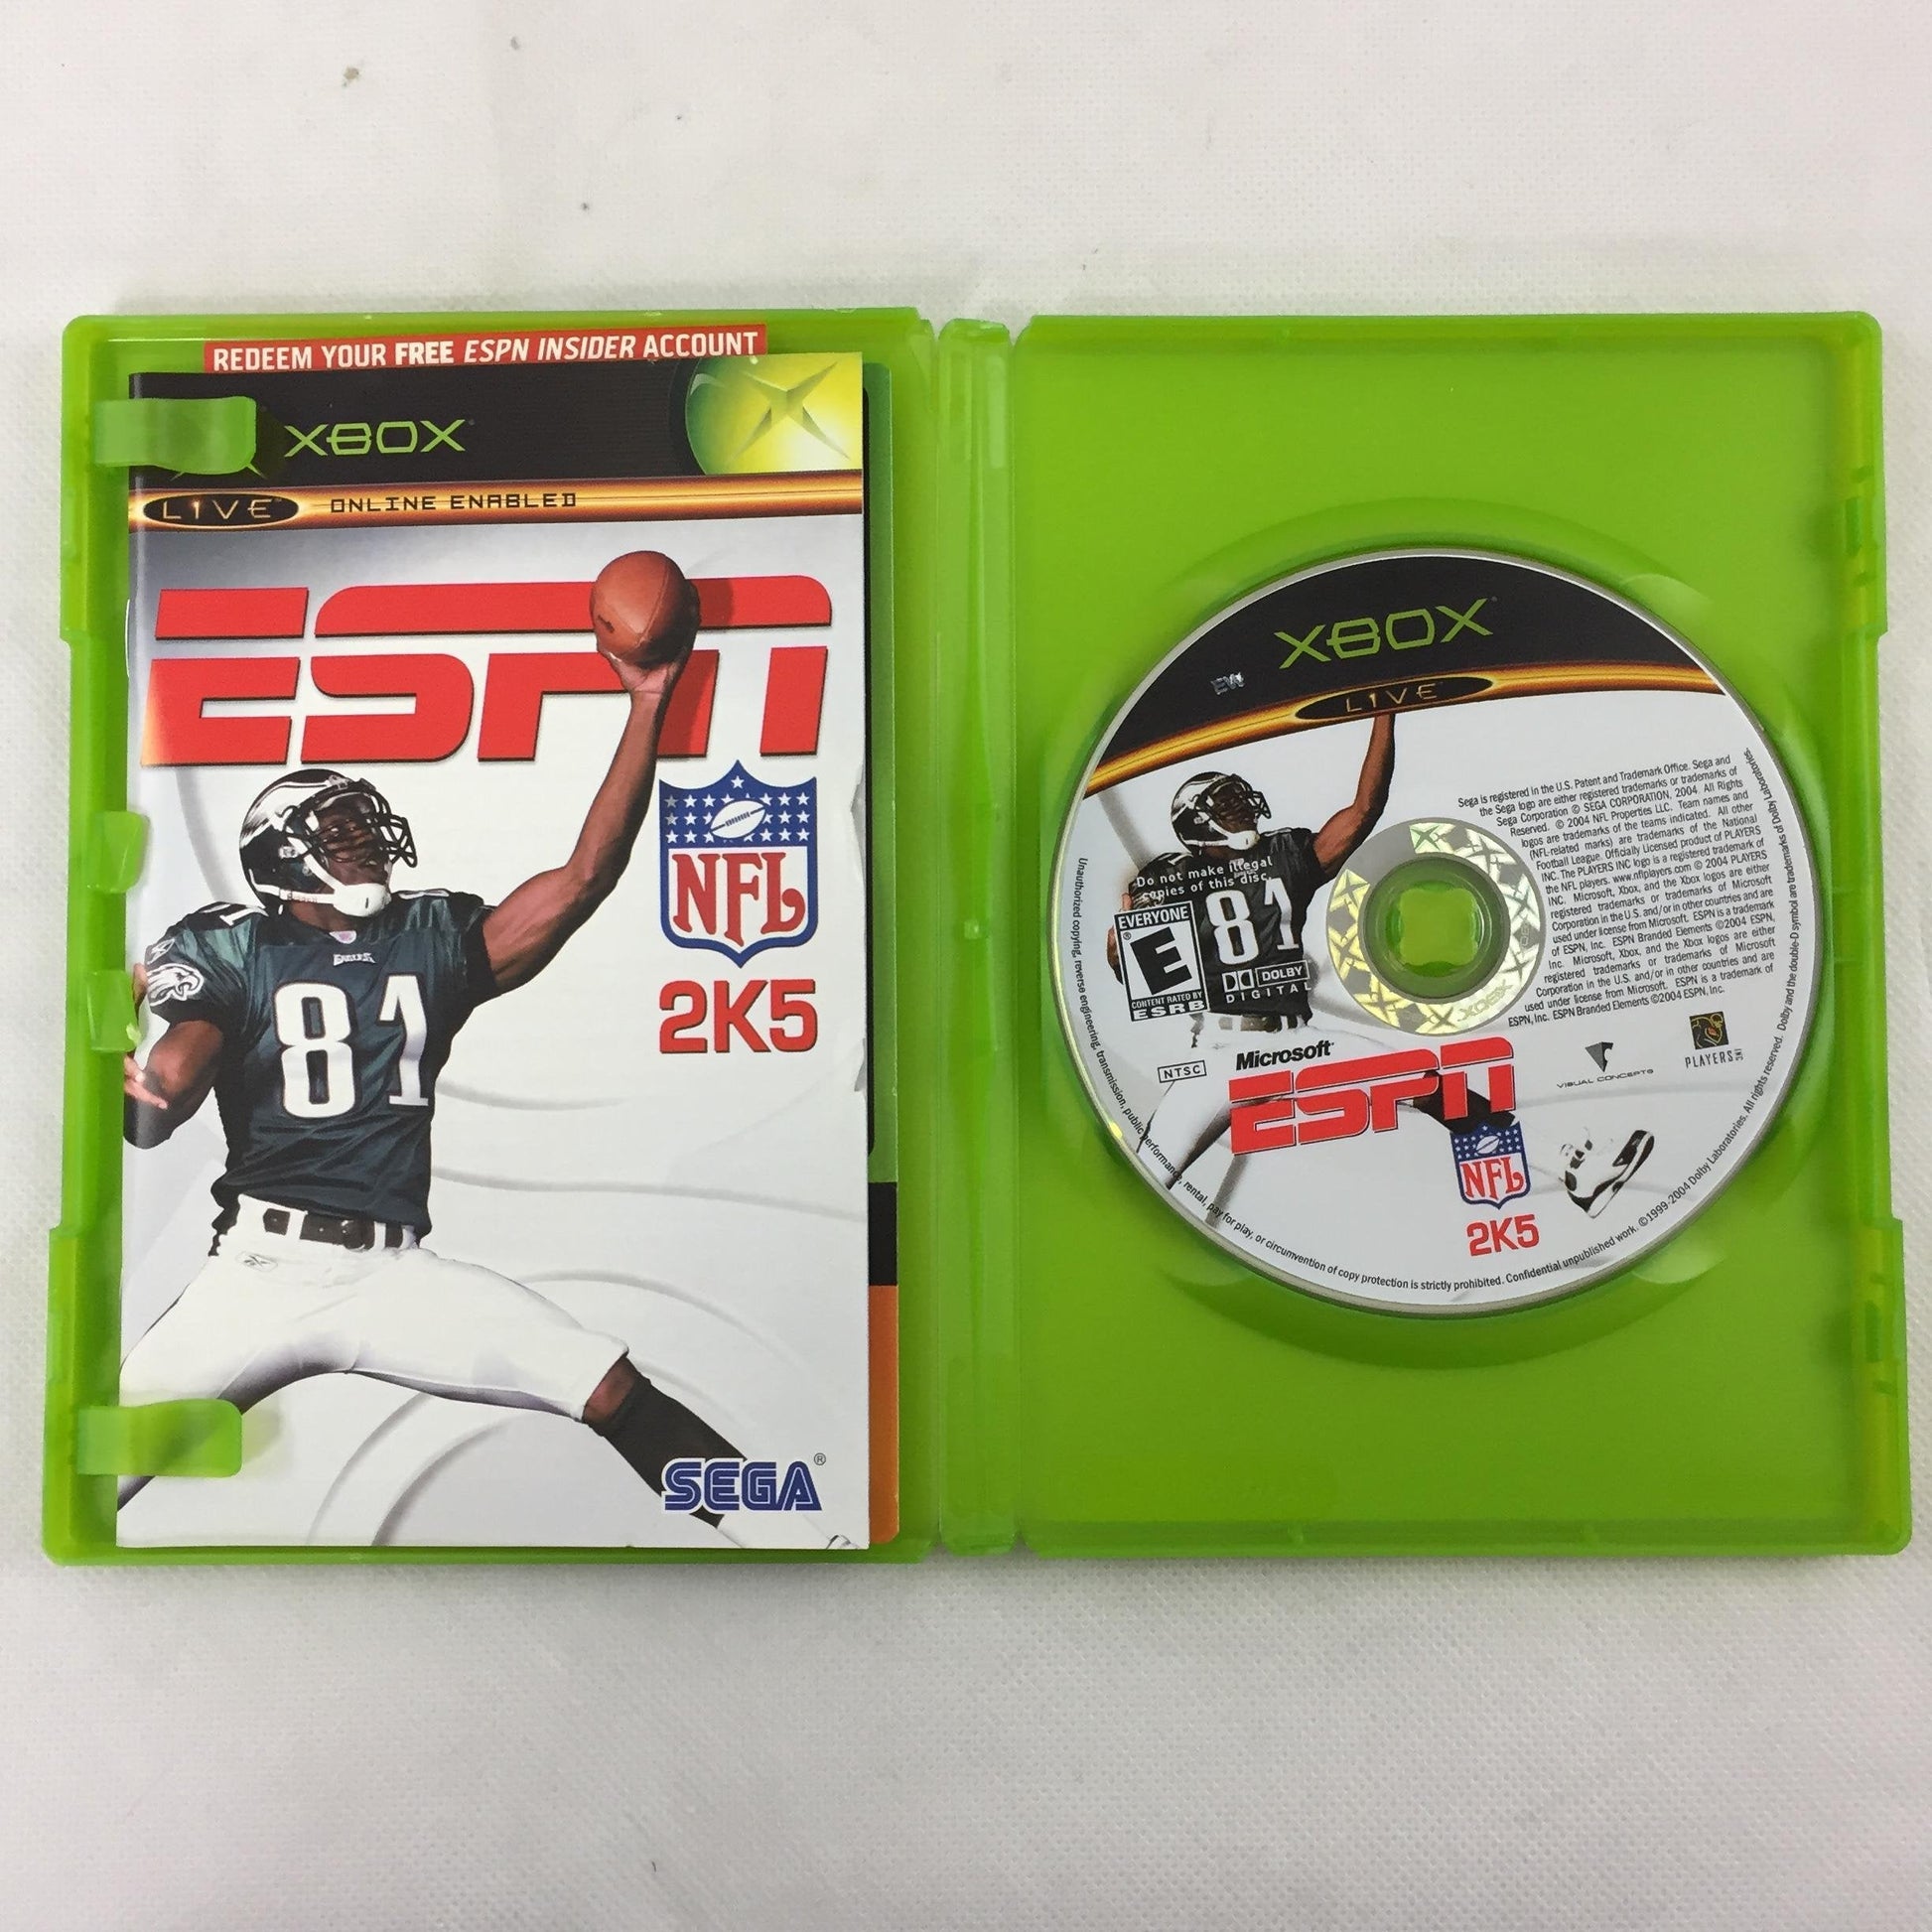 REDEEM YOUR FREE ESPN INSIDER ACCOUNT
XBOX
LIVE ONLINE ENABLED
ESPN
NFL
2K5
81
EAGLES
81
SEGA®
XBOX
LIVE
EW
Sega is registered in the U.S. Patent and Trademark Office. Sega and
the Sega logo are either registered trademarks or trademarks of
Sega Corporation © SEGA CORPORATION, 2004. All Rights
Reserved. © 2004 NFL Properties LLC. Team names and
logos are trademarks of the teams indicated. All other
(NFL-related marks) are trademarks of the National
Football League. Officially Licensed product of PLAYERS
INC. The PLAYERS INC logo is a registered trademark of
the NFL players. www.nflplayers.com © 2004 PLAYERS
INC. Microsoft, Xbox, and the Xbox logos are either
registered trademarks or trademarks of Microsoft
Corporation in the U.S. and/or in other countries and are
used under license from Microsoft. ESPN is a trademark
of ESPN, Inc. ESPN Branded Elements ©2004 ESPN,
Inc. Microsoft, Xbox, and the Xbox logos are either
registered trademarks or trademarks of Microsoft
Corporation in the U.S. and/or in other countries and are
used under license from Microsoft. ESPN is a trademark of
ESPN, Inc. ESPN Branded Elements ©2004 ESPN, Inc.
Do not make illegal
copies of this disc.
EVERYONE
E
CONTENT RATED BY
ESRB
81
DOLBY
DIGITAL
XBOX
NTSC
Microsoft
ESPN
NFL
2K5
VISUAL CONCEPTS
PLAYERS INC
Unauthorized copying, reverse engineering, transmission, public performance, rental, pay for play, or circumvention of copy protection is strictly prohibited. Confidential unpublished work. ©1999-2004 Dolby Laboratories. All rights reserved. Dolby and the double-D symbol are trademarks of Dolby Laboratories.